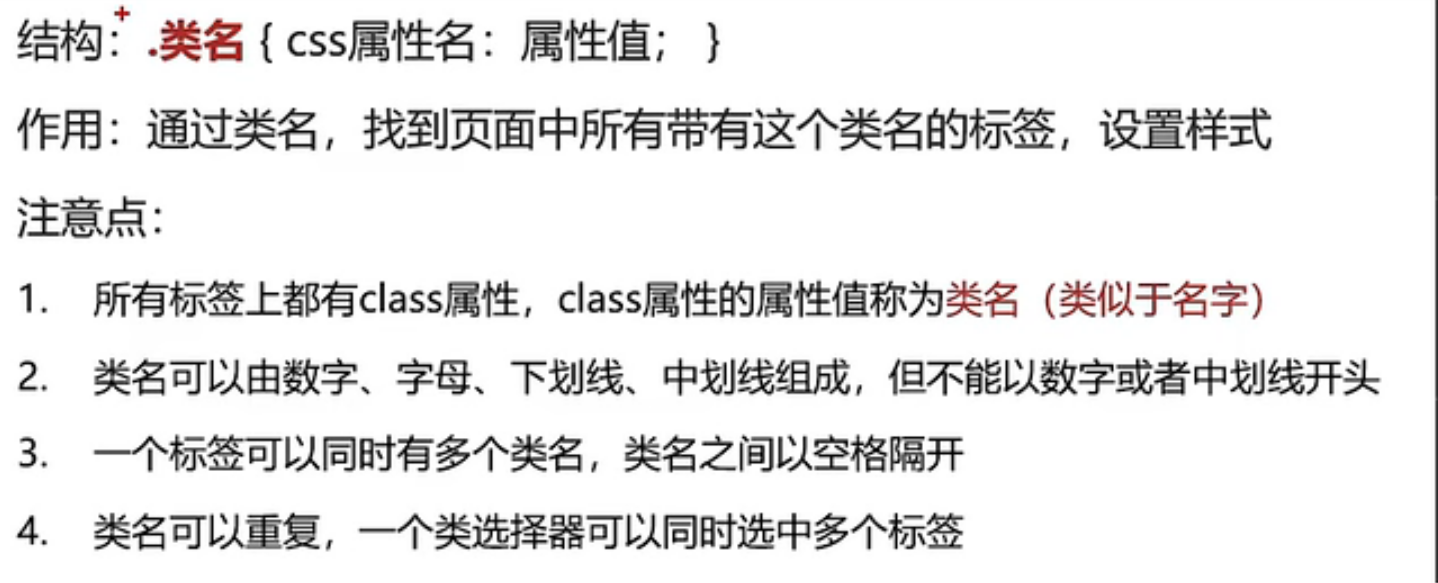 结构：.类名 { css属性名：属性值； }
作用：通过类名，找到页面中所有带有这个类名的标签，设置样式
注意点：
1. 所有标签上都有class属性，class属性的属性值称为类名（类似于名字）
2. 类名可以由数字、字母、下划线、中划线组成，但不能以数字或者中划线开头
3. 一个标签可以同时有多个类名，类名之间以空格隔开
4. 类名可以重复，一个类选择器可以同时选中多个标签